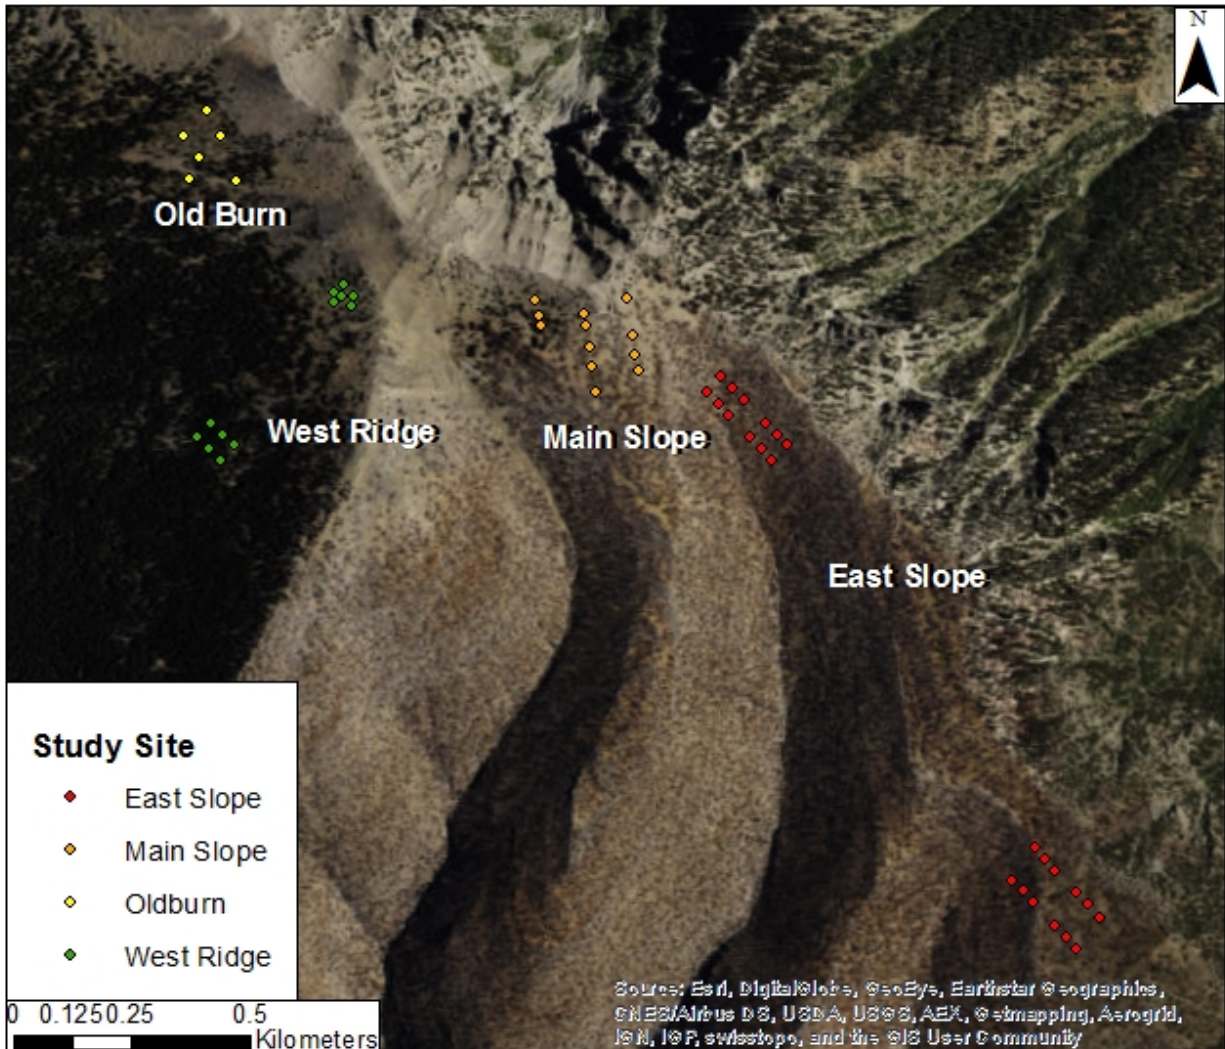 N
Old Burn
West Ridge
Main Slope
East Slope
Study Site
East Slope
Main Slope
Oldburn
West Ridge
0 0.125 0.25 0.5
Kilometers
Source: Esri, DigitalGlobe, GeoEye, Earthstar Geographics,
CNES/Airbus DS, USDA, USGS, AEX, Getmapping, Aerogrid,
IGN, IGP, swisstopo, and the GIS User Community